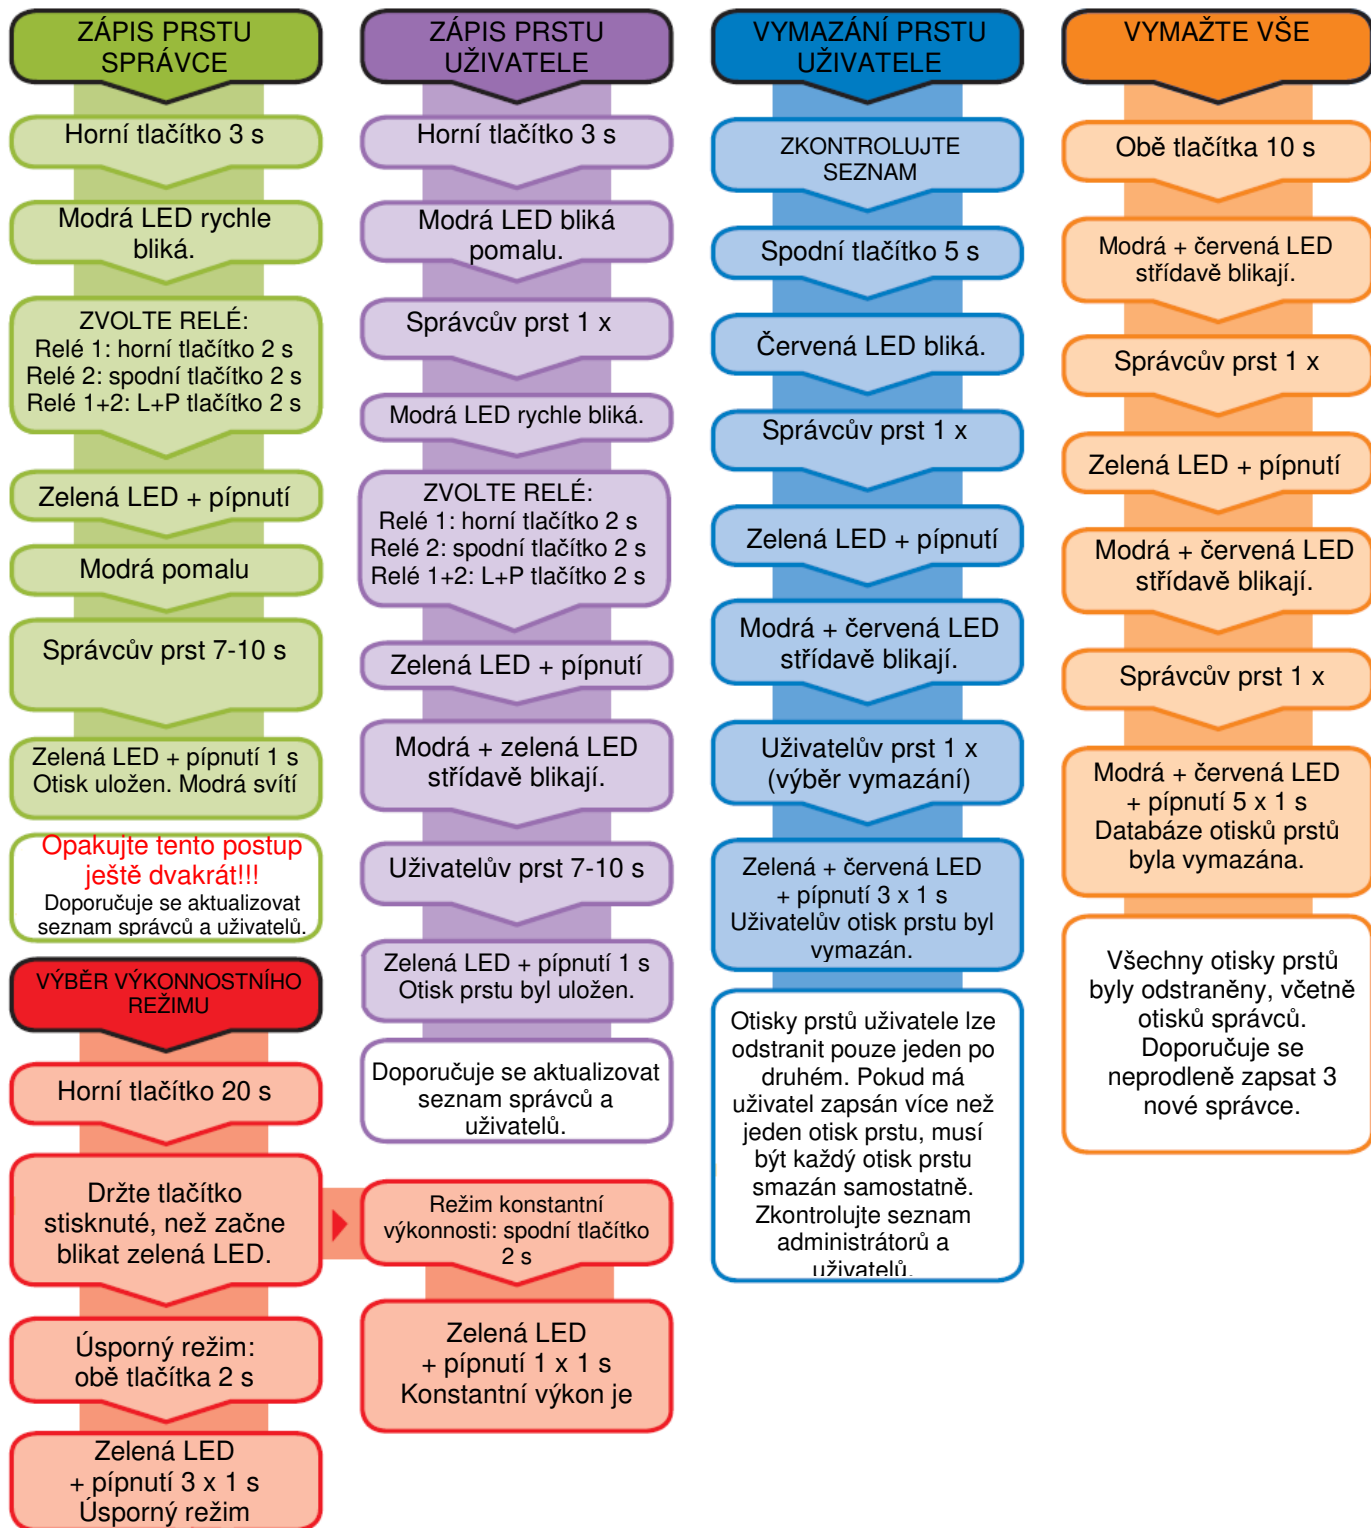 ZÁPIS PRSTU
SPRÁVCE
Horní tlačítko 3 s
Modrá LED rychle
bliká.
ZVOLTE RELÉ:
Relé 1: horní tlačítko 2 s
Relé 2: spodní tlačítko 2 s
Relé 1+2: L+P tlačítko 2 s
Zelená LED + pípnutí
Modrá pomalu
Správcův prst 7-10 s
Zelená LED + pípnutí 1 s
Otisk uložen. Modrá svítí
Opakujte tento postup
ještě dvakrát!!!
Doporučuje se aktualizovat
seznam správců a uživatelů.
VÝBĚR VÝKONNOSTNÍHO
REŽIMU
Horní tlačítko 20 s
Držte tlačítko
stisknuté, než začne
blikat zelená LED.
Úsporný režim:
obě tlačítka 2 s
Zelená LED
+ pípnutí 3 x 1 s
Úsporný režim
Režim konstantní
výkonnosti: spodní tlačítko
2 s
Zelená LED
+ pípnutí 1 x 1 s
Konstantní výkon je
ZÁPIS PRSTU
UŽIVATELE
Horní tlačítko 3 s
Modrá LED bliká
pomalu.
Správcův prst 1 x
Modrá LED rychle bliká.
ZVOLTE RELÉ:
Relé 1: horní tlačítko 2 s
Relé 2: spodní tlačítko 2 s
Relé 1+2: L+P tlačítko 2 s
Zelená LED + pípnutí
Modrá + zelená LED
střídavě blikají.
Uživatelův prst 7-10 s
Zelená LED + pípnutí 1 s
Otisk prstu byl uložen.
Doporučuje se aktualizovat
seznam správců a
uživatelů.
VYMAZÁNÍ PRSTU
UŽIVATELE
ZKONTROLUJTE
SEZNAM
Spodní tlačítko 5 s
Červená LED bliká.
Správcův prst 1 x
Zelená LED + pípnutí
Modrá + červená LED
střídavě blikají.
Uživatelův prst 1 x
(výběr vymazání)
Zelená + červená LED
+ pípnutí 3 x 1 s
Uživatelův otisk prstu byl
vymazán.
Otisky prstů uživatele lze
odstranit pouze jeden po
druhém. Pokud má
uživatel zapsán více než
jeden otisk prstu, musí
být každý otisk prstu
smazán samostatně.
Zkontrolujte seznam
administrátorů a
uživatelů.
VYMAŽTE VŠE
Obě tlačítka 10 s
Modrá + červená LED
střídavě blikají.
Správcův prst 1 x
Zelená LED + pípnutí
Modrá + červená LED
střídavě blikají.
Správcův prst 1 x
Modrá + červená LED
+ pípnutí 5 x 1 s
Databáze otisků prstů
byla vymazána.
Všechny otisky prstů
byly odstraněny, včetně
otisků správců.
Doporučuje se
neprodleně zapsat 3
nové správce.